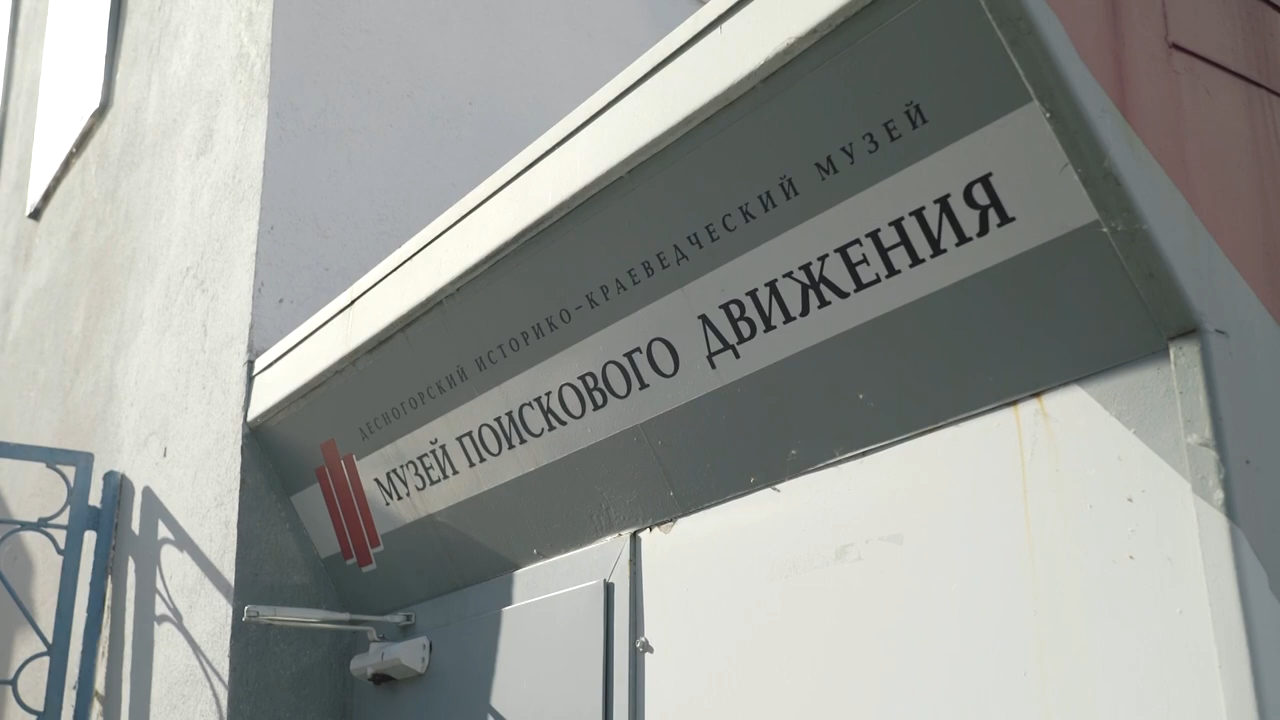 ДЕСНОГОРСКИЙ ИСТОРИКО-КРАЕВЕДЧЕСКИЙ МУЗЕЙ
МУЗЕЙ ПОИСКОВОГО ДВИЖЕНИЯ